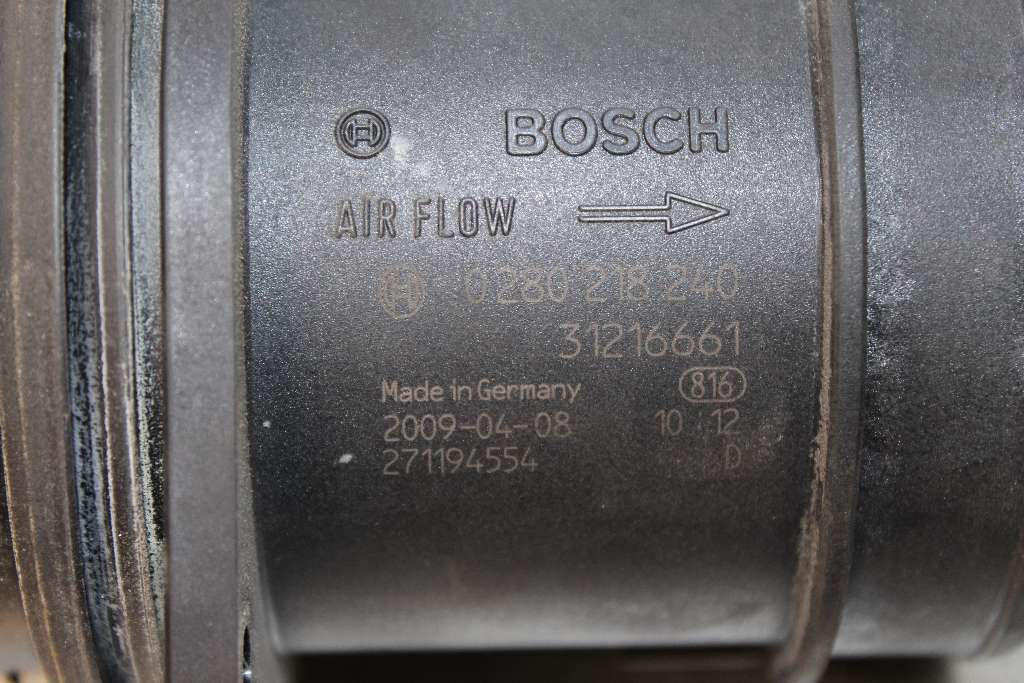 BOSCH
AIR FLOW
0 280 218 240
31216661
Made in Germany 816
2009-04-08 10:12
271194554 D